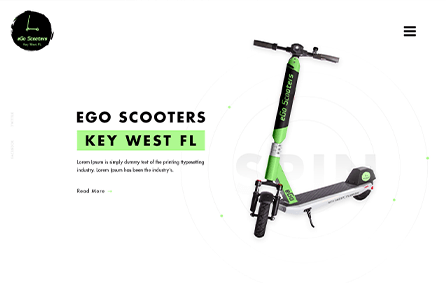 eGo Scooters
Key West FL
EGO SCOOTERS
KEY WEST FL
Lorem Ipsum is simply dummy text of the printing typesetting
industry. Lorem Ipsum has been the industry's.
Read More →
SPIN
eGo Scooters
eGo